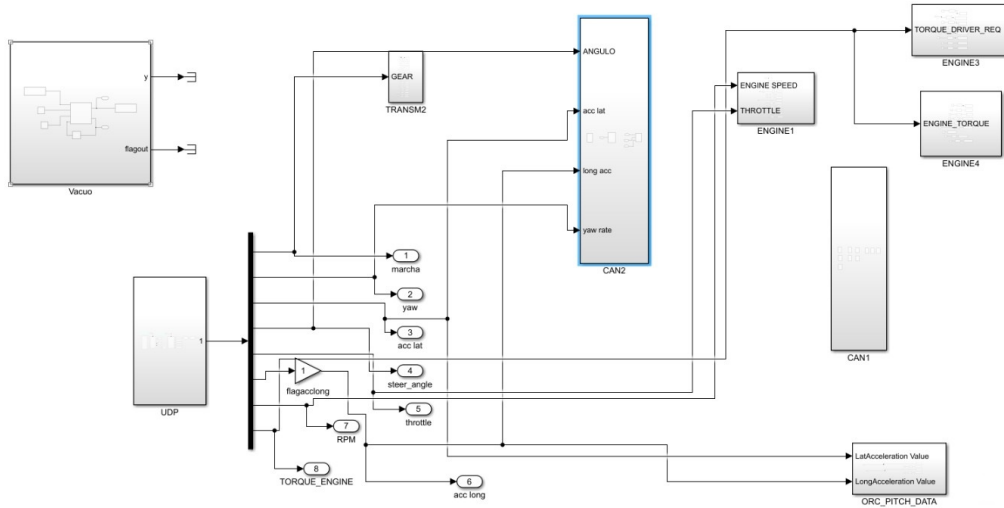 y
flagout
Vacuo
GEAR
TRANSM2
ANGULO
acc lat
long acc
yaw rate
CAN2
ENGINE SPEED
THROTTLE
ENGINE1
TORQUE_DRIVER_REQ
ENGINE3
ENGINE_TORQUE
ENGINE4
CAN1
1
UDP
1
marcha
2
yaw
3
acc lat
4
steer_angle
1
flagacclong
5
throttle
7
RPM
8
TORQUE_ENGINE
6
acc long
LatAcceleration Value
LongAcceleration Value
ORC_PITCH_DATA